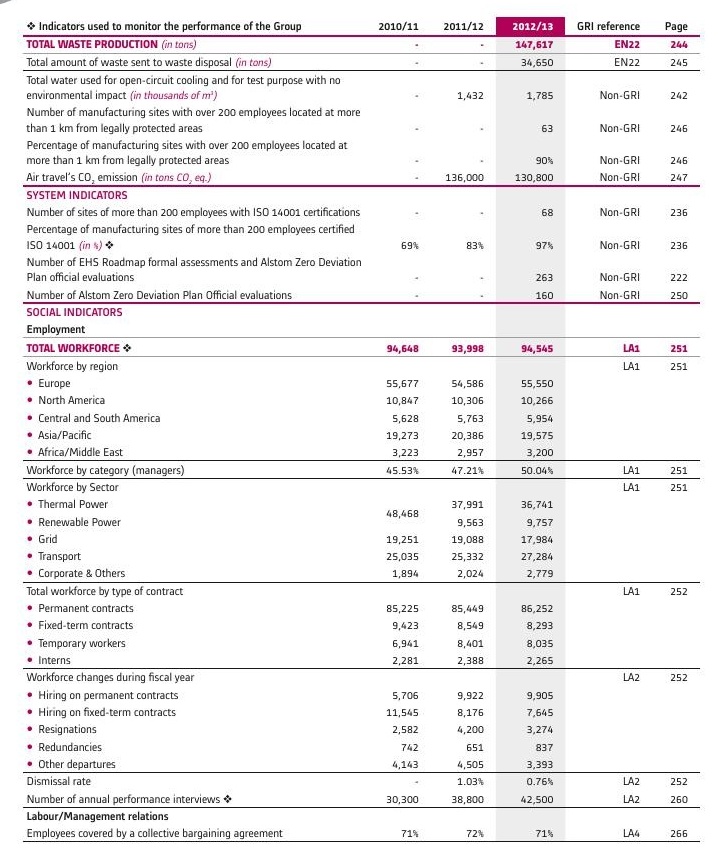 ❖ Indicators used to monitor the performance of the Group 2010/11 2011/12 2012/13 GRI reference Page
TOTAL WASTE PRODUCTION (in tons) - - 147,617 EN22 244
Total amount of waste sent to waste disposal (in tons) - - 34,650 EN22 245
Total water used for open-circuit cooling and for test purpose with no
environmental impact (in thousands of m³) - 1,432 1,785 Non-GRI 242
Number of manufacturing sites with over 200 employees located at more
than 1 km from legally protected areas - - 63 Non-GRI 246
Percentage of manufacturing sites with over 200 employees located at
more than 1 km from legally protected areas - - 90% Non-GRI 246
Air travel's CO₂ emission (in tons CO₂ eq.) - 136,000 130,800 Non-GRI 247
SYSTEM INDICATORS
Number of sites of more than 200 employees with ISO 14001 certifications - - 68 Non-GRI 236
Percentage of manufacturing sites of more than 200 employees certified
ISO 14001 (in %) ❖ 69% 83% 97% Non-GRI 236
Number of EHS Roadmap formal assessments and Alstom Zero Deviation
Plan official evaluations - - 263 Non-GRI 222
Number of Alstom Zero Deviation Plan Official evaluations - - 160 Non-GRI 250
SOCIAL INDICATORS
Employment
TOTAL WORKFORCE ❖ 94,648 93,998 94,545 LA1 251
Workforce by region LA1 251
• Europe 55,677 54,586 55,550
• North America 10,847 10,306 10,266
• Central and South America 5,628 5,763 5,954
• Asia/Pacific 19,273 20,386 19,575
• Africa/Middle East 3,223 2,957 3,200
Workforce by category (managers) 45.53% 47.21% 50.04% LA1 251
Workforce by Sector LA1 251
• Thermal Power 37,991 36,741
48,468
• Renewable Power 9,563 9,757
• Grid 19,251 19,088 17,984
• Transport 25,035 25,332 27,284
• Corporate & Others 1,894 2,024 2,779
Total workforce by type of contract LA1 252
• Permanent contracts 85,225 85,449 86,252
• Fixed-term contracts 9,423 8,549 8,293
• Temporary workers 6,941 8,401 8,035
• Interns 2,281 2,388 2,265
Workforce changes during fiscal year LA2 252
• Hiring on permanent contracts 5,706 9,922 9,905
• Hiring on fixed-term contracts 11,545 8,176 7,645
• Resignations 2,582 4,200 3,274
• Redundancies 742 651 837
• Other departures 4,143 4,505 3,393
Dismissal rate - 1.03% 0.76% LA2 252
Number of annual performance interviews ❖ 30,300 38,800 42,500 LA2 260
Labour/Management relations
Employees covered by a collective bargaining agreement 71% 72% 71% LA4 266